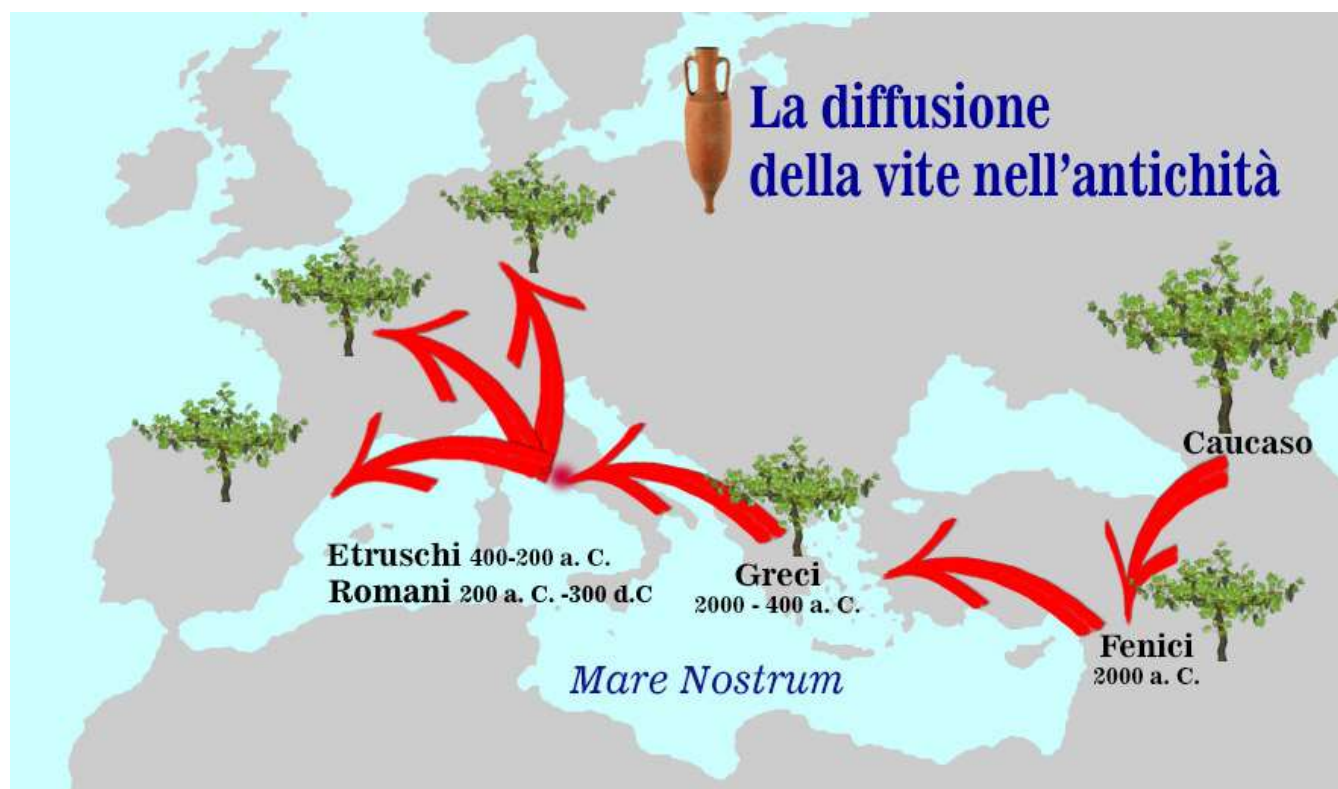 La diffusione
della vite nell’antichità
Caucaso
Etruschi 400-200 a. C.
Romani 200 a. C. -300 d.C
Greci
2000 - 400 a. C.
Fenici
2000 a. C.
Mare Nostrum